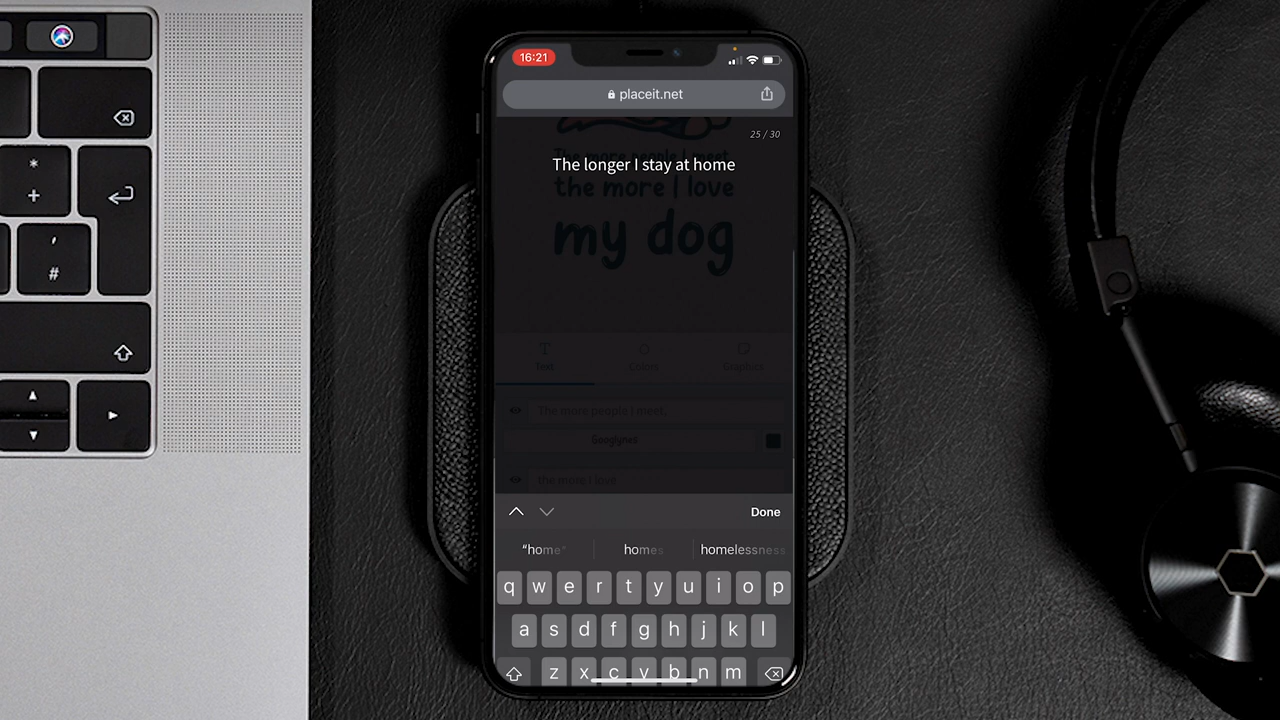 16:21
placeit.net
25 / 30
The longer I stay at home
the more I love
my dog
Text
Colors
Graphics
The more people I meet,
Googlynes
the more I love
Done
“home” homes homelessness
q w e r t y u i o p
a s d f g h j k l
z x c v b n m
*
+
'
#